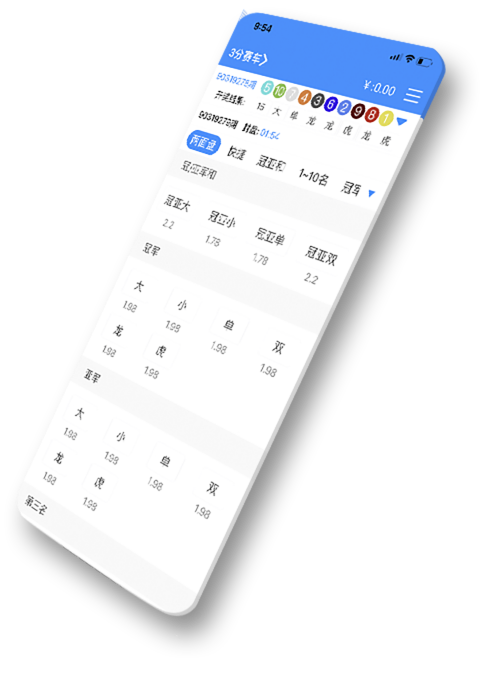 9:54
3分赛车 ¥:0.00
90319275期 5 10 7 4 3 6 2 9 8 1
开奖结果: 15 大 单 龙 龙 虎 龙 虎
90319276期 封盘: 01:54
两面盘 快捷 冠亚和 1~10名 冠军
冠/亚军和
冠亚大 冠亚小 冠亚单 冠亚双
2.2 1.78 1.78 2.2
冠军
大 小 单 双
1.98 1.98 1.98 1.98
龙 虎
1.98 1.98
亚军
大 小 单 双
1.98 1.98 1.98 1.98
龙 虎
1.98 1.98
第三名